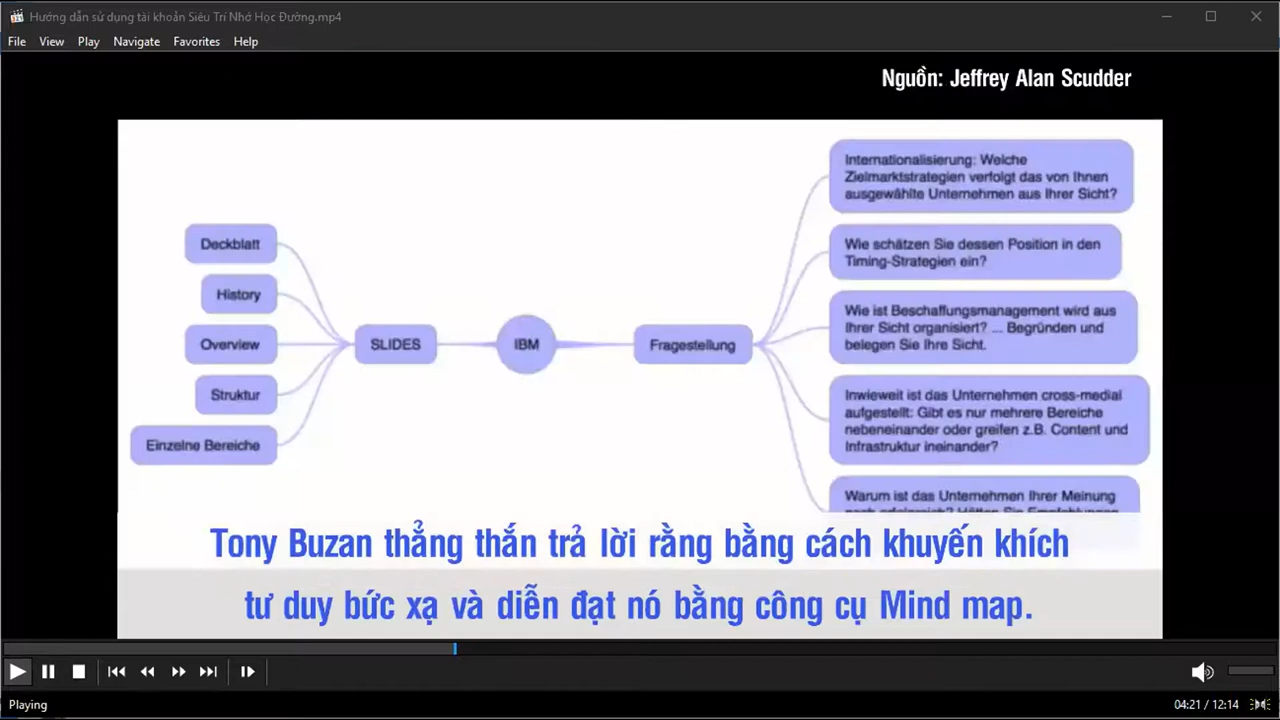 Hướng dẫn sử dụng tài khoản Siêu Trí Nhớ Học Đường.mp4
File View Play Navigate Favorites Help
Nguồn: Jeffrey Alan Scudder
Deckblatt
History
Overview
Struktur
Einzelne Bereiche
SLIDES
IBM
Fragestellung
Internationalisierung: Welche
Zielmarktstrategien verfolgt das von Ihnen
ausgewählte Unternehmen aus Ihrer Sicht?
Wie schätzen Sie dessen Position in den
Timing-Strategien ein?
Wie ist Beschaffungsmanagement wird aus
Ihrer Sicht organisiert? ... Begründen und
belegen Sie Ihre Sicht.
Inwieweit ist das Unternehmen cross-medial
aufgestellt: Gibt es nur mehrere Bereiche
nebeneinander oder greifen z.B. Content und
Infrastruktur ineinander?
Warum ist das Unternehmen Ihrer Meinung
Tony Buzan thẳng thắn trả lời rằng bằng cách khuyến khích
tư duy bức xạ và diễn đạt nó bằng công cụ Mind map.
Playing
04:21 / 12:14